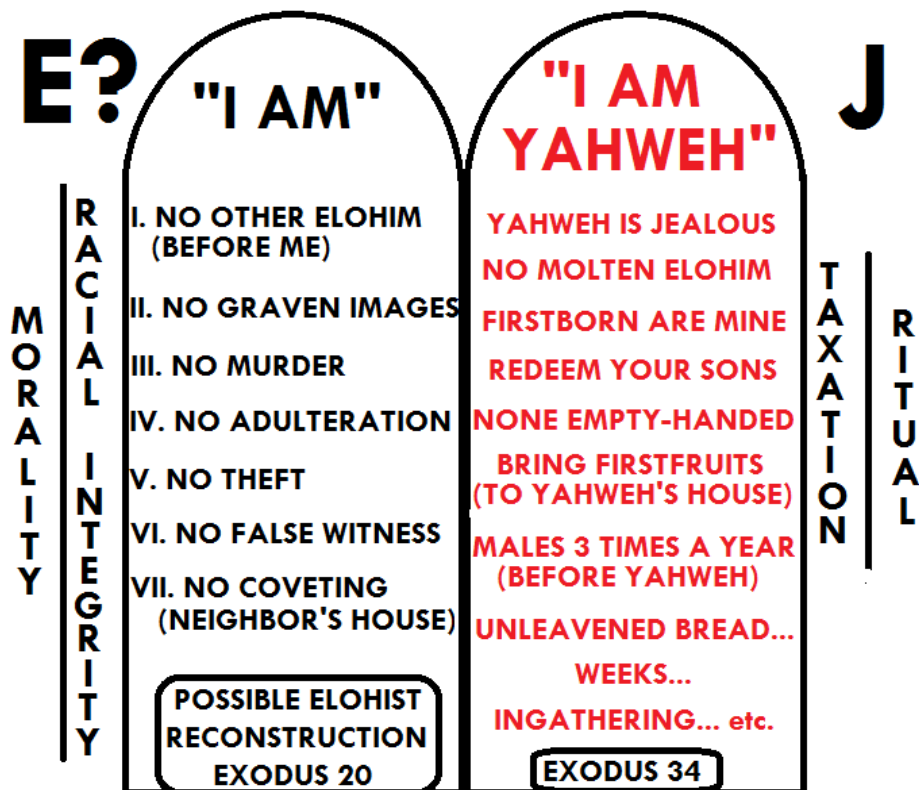 E?
"I AM"
"I AM
YAHWEH"
J
MORALITY
RACIAL INTEGRITY
I. NO OTHER ELOHIM
(BEFORE ME)
II. NO GRAVEN IMAGES
III. NO MURDER
IV. NO ADULTERATION
V. NO THEFT
VI. NO FALSE WITNESS
VII. NO COVETING
(NEIGHBOR'S HOUSE)
POSSIBLE ELOHIST
RECONSTRUCTION
EXODUS 20
YAHWEH IS JEALOUS
NO MOLTEN ELOHIM
FIRSTBORN ARE MINE
REDEEM YOUR SONS
NONE EMPTY-HANDED
BRING FIRSTFRUITS
(TO YAHWEH'S HOUSE)
MALES 3 TIMES A YEAR
(BEFORE YAHWEH)
UNLEAVENED BREAD...
WEEKS...
INGATHERING... etc.
EXODUS 34
TAXATION
RITUAL